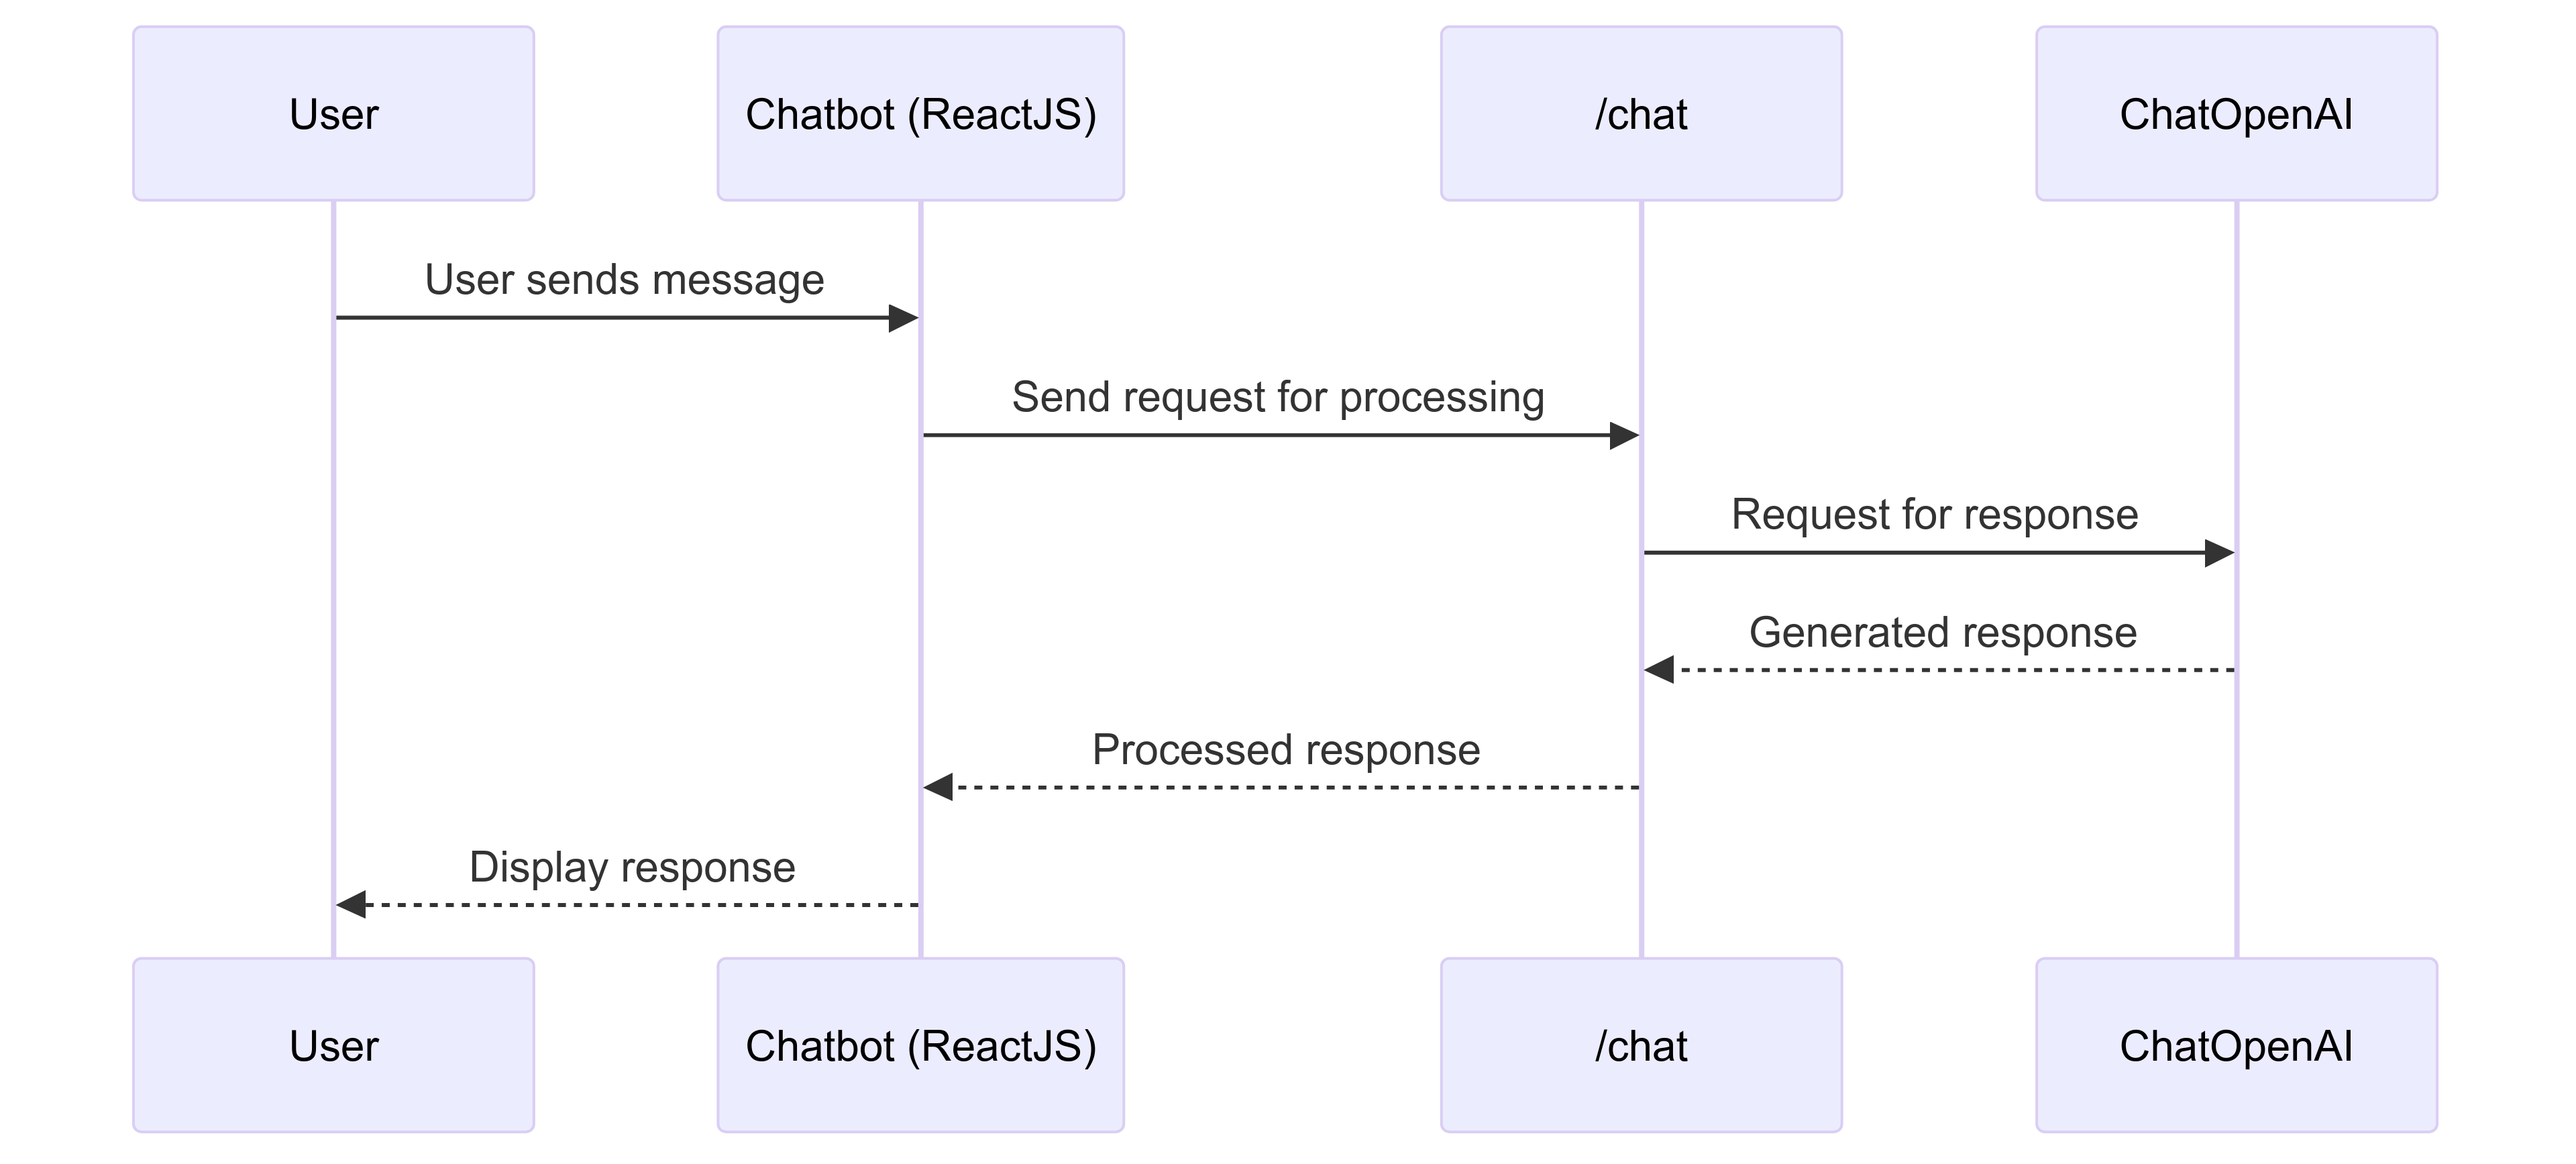 User
Chatbot (ReactJS)
/chat
ChatOpenAI
User sends message
Send request for processing
Request for response
Generated response
Processed response
Display response
User
Chatbot (ReactJS)
/chat
ChatOpenAI